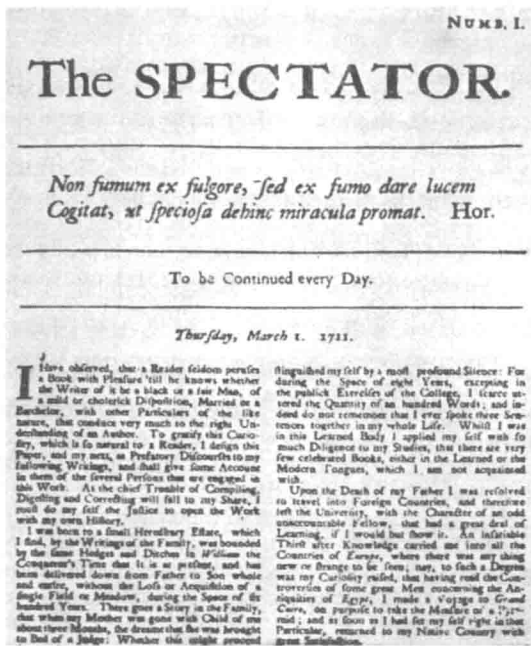 NUMB. I.
The SPECTATOR.
Non fumum ex fulgore, ſed ex fumo dare lucem
Cogitat, ut ſpecioſa dehinc miracula promat. Hor.
To be Continued every Day.
Thurſday, March 1. 1711.
I Have obſerved, that a Reader ſeldom peruſes
a Book with Pleaſure 'till he knows whether
the Writer of it be a black or a fair Man, of
a mild or cholerick Diſpoſition, Married or a
Batchelor, with other Particulars of the like
nature, that conduce very much to the right Un-
derſtanding of an Author. To gratify this Curio-
ſity, which is ſo natural to a Reader, I deſign this
Paper, and my next, as Prefatory Diſcourſes to my
following Writings, and ſhall give ſome Account
in them of the ſeveral Perſons that are engaged in
this Work. As the chief Trouble of Compiling,
Digeſting and Correcting will fall to my Share, I
muſt do my ſelf the Juſtice to open the Work
with my own Hiſtory.
I was born to a ſmall Hereditary Eſtate, which
I find, by the Writings of the Family, was bounded
by the ſame Hedges and Ditches in William the
Conqueror's Time that it is at preſent, and has
been delivered down from Father to Son whole
and entire, without the Loſs or Acquiſition of a
ſingle Field or Meadow, during the Space of ſix
hundred Years. There goes a Story in the Family,
that when my Mother was gone with Child of me
about three Months, ſhe dreamt that ſhe was brought
to Bed of a Judge: Whether this might proceed
ſtinguiſhed my ſelf by a moſt profound Silence: For
during the Space of eight Years, excepting in
the publick Exerciſes of the College, I ſcarce ut-
tered the Quantity of an hundred Words; and in-
deed do not remember that I ever ſpoke three Sen-
tences together in my whole Life. Whilſt I was
in this Learned Body I applied my ſelf with ſo
much Diligence to my Studies, that there are very
few celebrated Books, either in the Learned or the
Modern Tongues, which I am not acquainted
with.
Upon the Death of my Father I was reſolved
to travel into Foreign Countries, and therefore
left the Univerſity, with the Character of an odd
unaccountable Fellow, that had a great deal of
Learning, if I would but ſhow it. An inſatiable
Thirſt after Knowledge carried me into all the
Countries of Europe, where there was any thing
new or ſtrange to be ſeen; nay, to ſuch a Degree
was my Curioſity raiſed, that having read the Con-
troverſies of ſome great Men concerning the An-
tiquities of Egypt, I made a Voyage to Grand
Cairo, on purpoſe to take the Meaſure of a
mid; and as ſoon as I had ſet my ſelf right in that
Particular, returned to my Native Country with
great Satisfaction.